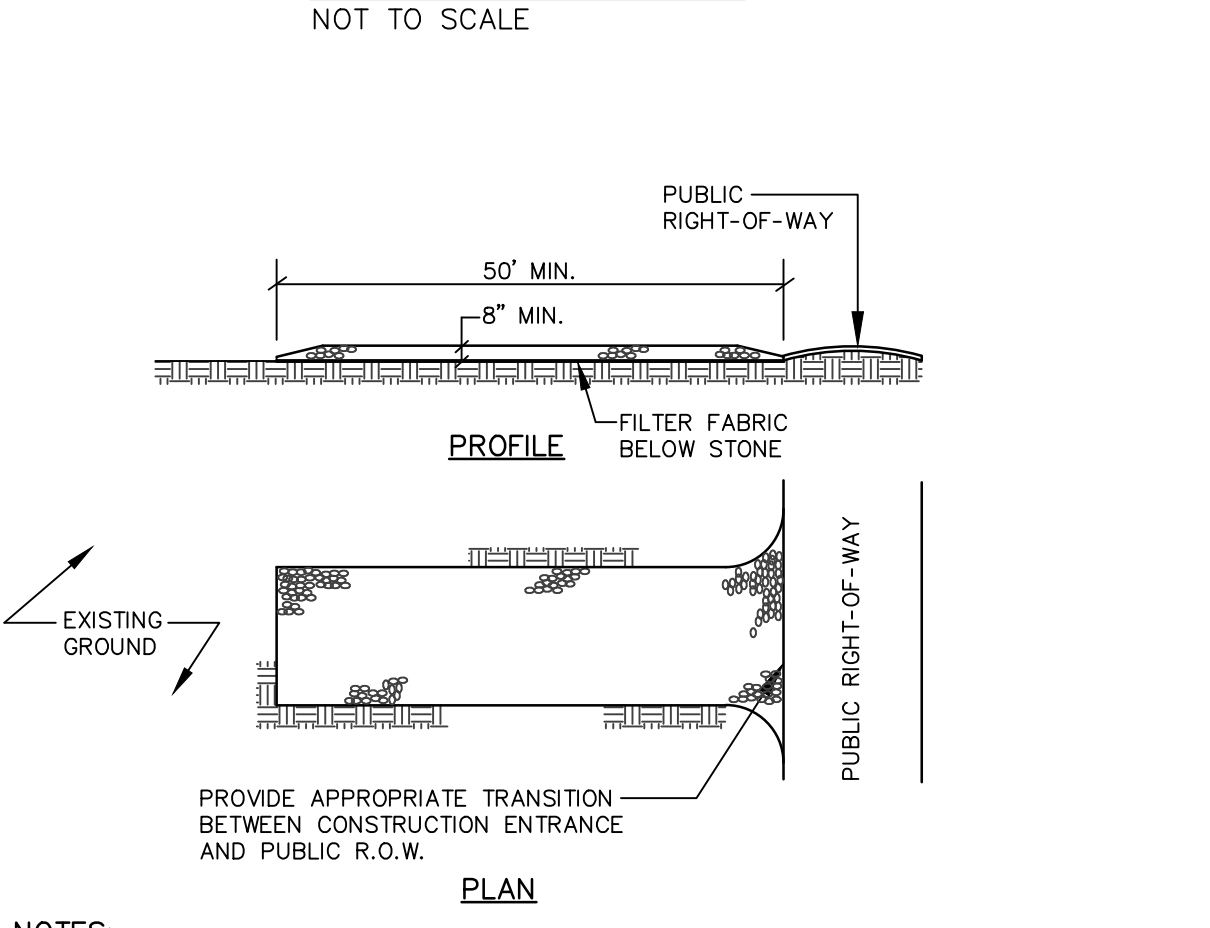 NOT TO SCALE
PUBLIC
RIGHT-OF-WAY
50' MIN.
8" MIN.
FILTER FABRIC
BELOW STONE
PROFILE
EXISTING
GROUND
PUBLIC RIGHT-OF-WAY
PROVIDE APPROPRIATE TRANSITION
BETWEEN CONSTRUCTION ENTRANCE
AND PUBLIC R.O.W.
PLAN
NOTES: